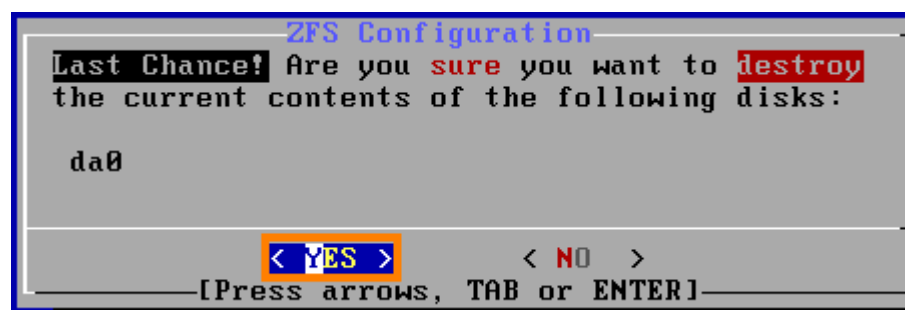 ZFS Configuration
Last Chance! Are you sure you want to destroy
the current contents of the following disks:
da0
< YES > < NO >
[Press arrows, TAB or ENTER]